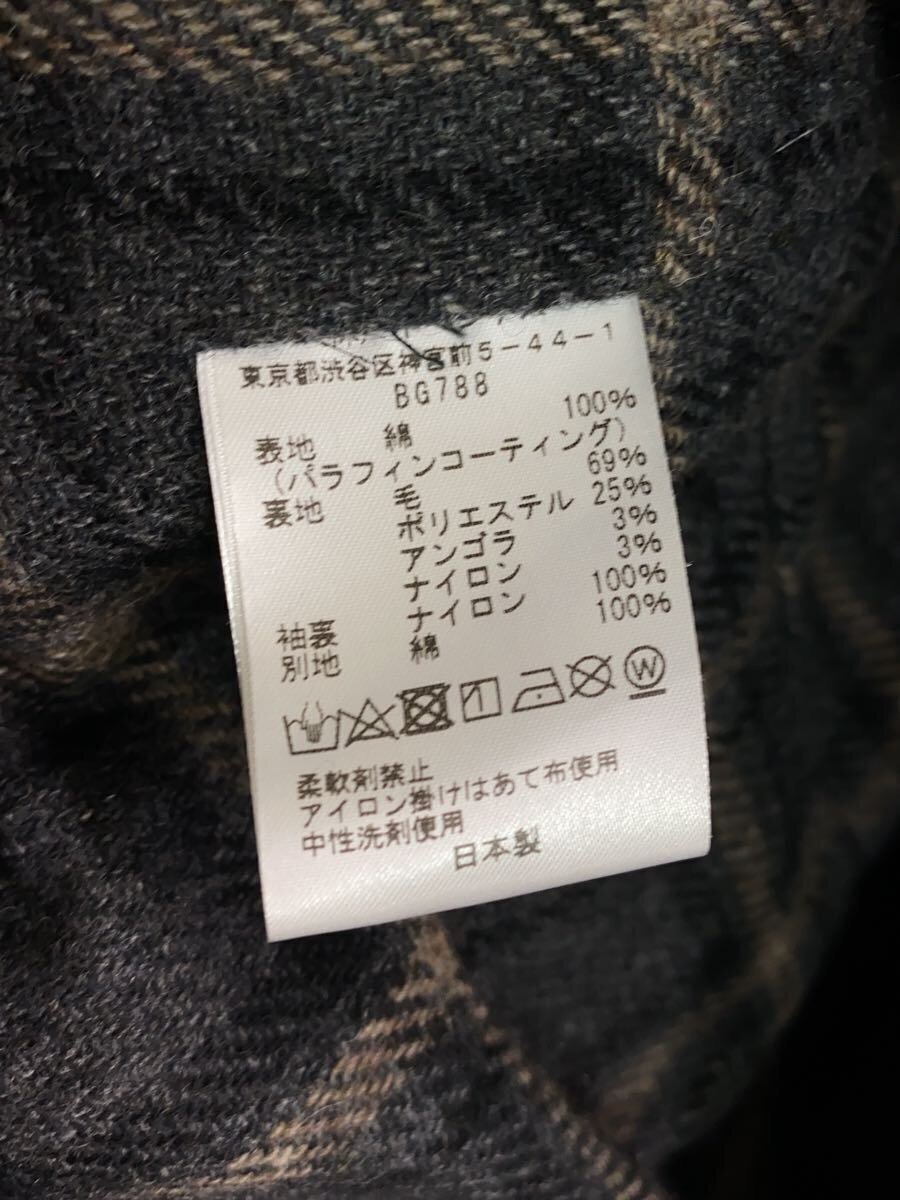 東京都渋谷区神宮前5-44-1
BG788
表地 綿 100%
(パラフィンコーティング)
裏地 毛 69%
ポリエステル 25%
アンゴラ 3%
ナイロン 3%
袖裏 ナイロン 100%
別地 綿 100%
W
柔軟剤禁止
アイロン掛けはあて布使用
中性洗剤使用
日本製